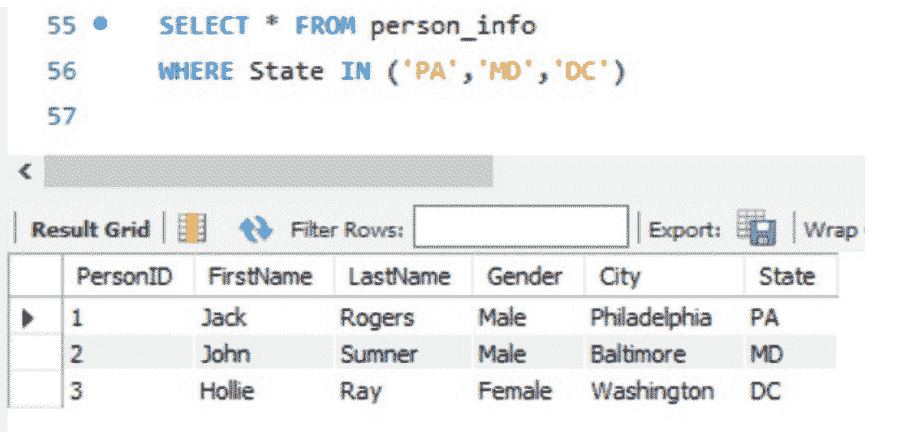 55 SELECT * FROM person_info
56 WHERE State IN ('PA','MD','DC')
57
Result Grid Filter Rows: Export: Wrap
PersonID FirstName LastName Gender City State
1 Jack Rogers Male Philadelphia PA
2 John Sumner Male Baltimore MD
3 Hollie Ray Female Washington DC